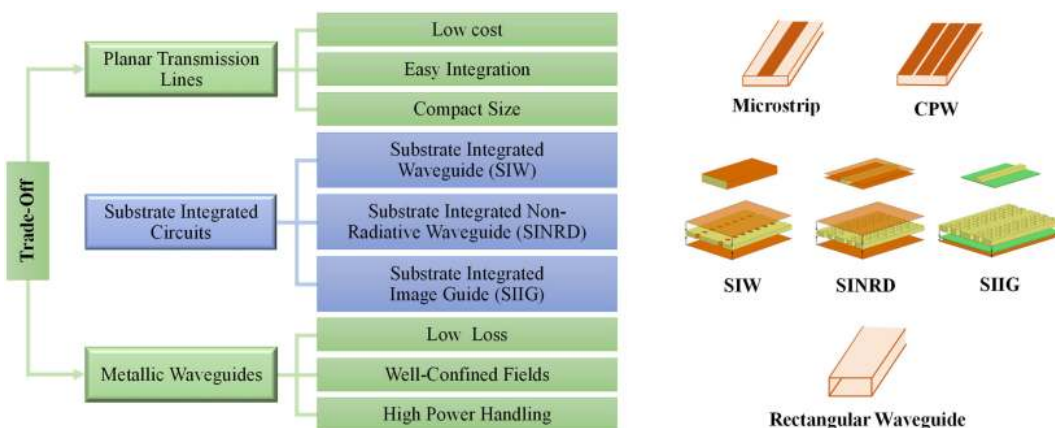 Trade-Off
Planar Transmission
Lines
Low cost
Easy Integration
Compact Size
Substrate Integrated
Circuits
Substrate Integrated
Waveguide (SIW)
Substrate Integrated Non-
Radiative Waveguide (SINRD)
Substrate Integrated
Image Guide (SIIG)
Metallic Waveguides
Low Loss
Well-Confined Fields
High Power Handling
Microstrip
CPW
SIW
SINRD
SIIG
Rectangular Waveguide